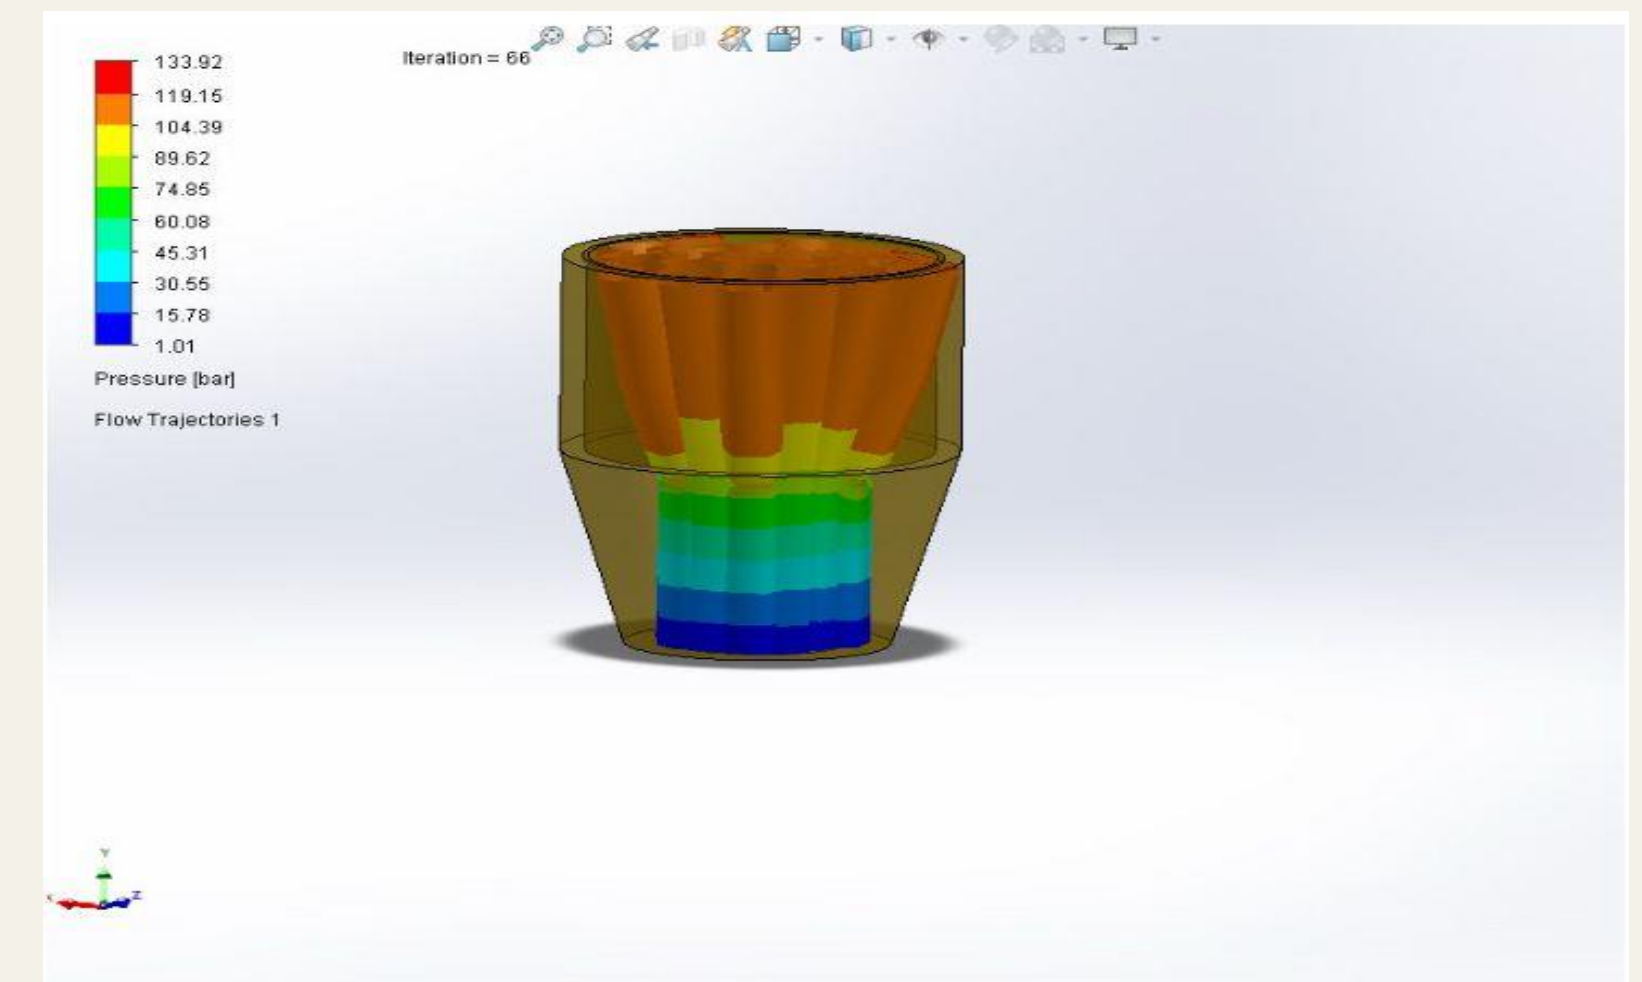 133.92
119.15
104.39
89.62
74.85
60.08
45.31
30.55
15.78
1.01
Pressure [bar]
Flow Trajectories 1
Iteration = 66
Y
Z